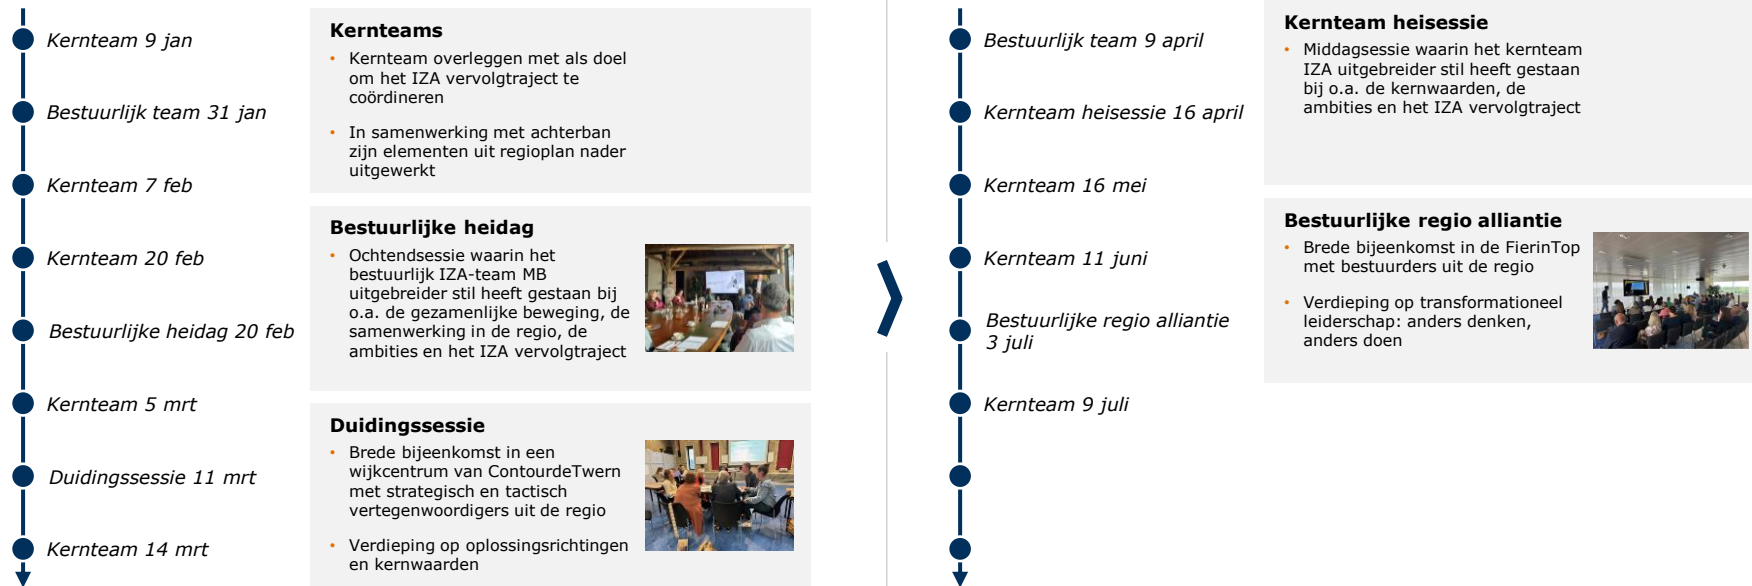 Kernteam 9 jan
Bestuurlijk team 31 jan
Kernteam 7 feb
Kernteam 20 feb
Bestuurlijke heidag 20 feb
Kernteam 5 mrt
Duidingssessie 11 mrt
Kernteam 14 mrt
Kernteams
• Kernteam overleggen met als doel
om het IZA vervolgtraject te
coördineren
• In samenwerking met achterban
zijn elementen uit regioplan nader
uitgewerkt
Bestuurlijke heidag
• Ochtendsessie waarin het
bestuurlijk IZA-team MB
uitgebreider stil heeft gestaan bij
o.a. de gezamenlijke beweging, de
samenwerking in de regio, de
ambities en het IZA vervolgtraject
Duidingssessie
• Brede bijeenkomst in een
wijkcentrum van ContourdeTwern
met strategisch en tactisch
vertegenwoordigers uit de regio
• Verdieping op oplossingsrichtingen
en kernwaarden
Bestuurlijk team 9 april
Kernteam heisessie 16 april
Kernteam 16 mei
Kernteam 11 juni
Bestuurlijke regio alliantie
3 juli
Kernteam 9 juli
Kernteam heisessie
• Middagsessie waarin het kernteam
IZA uitgebreider stil heeft gestaan
bij o.a. de kernwaarden, de
ambities en het IZA vervolgtraject
Bestuurlijke regio alliantie
• Brede bijeenkomst in de FierinTop
met bestuurders uit de regio
• Verdieping op transformationeel
leiderschap: anders denken,
anders doen